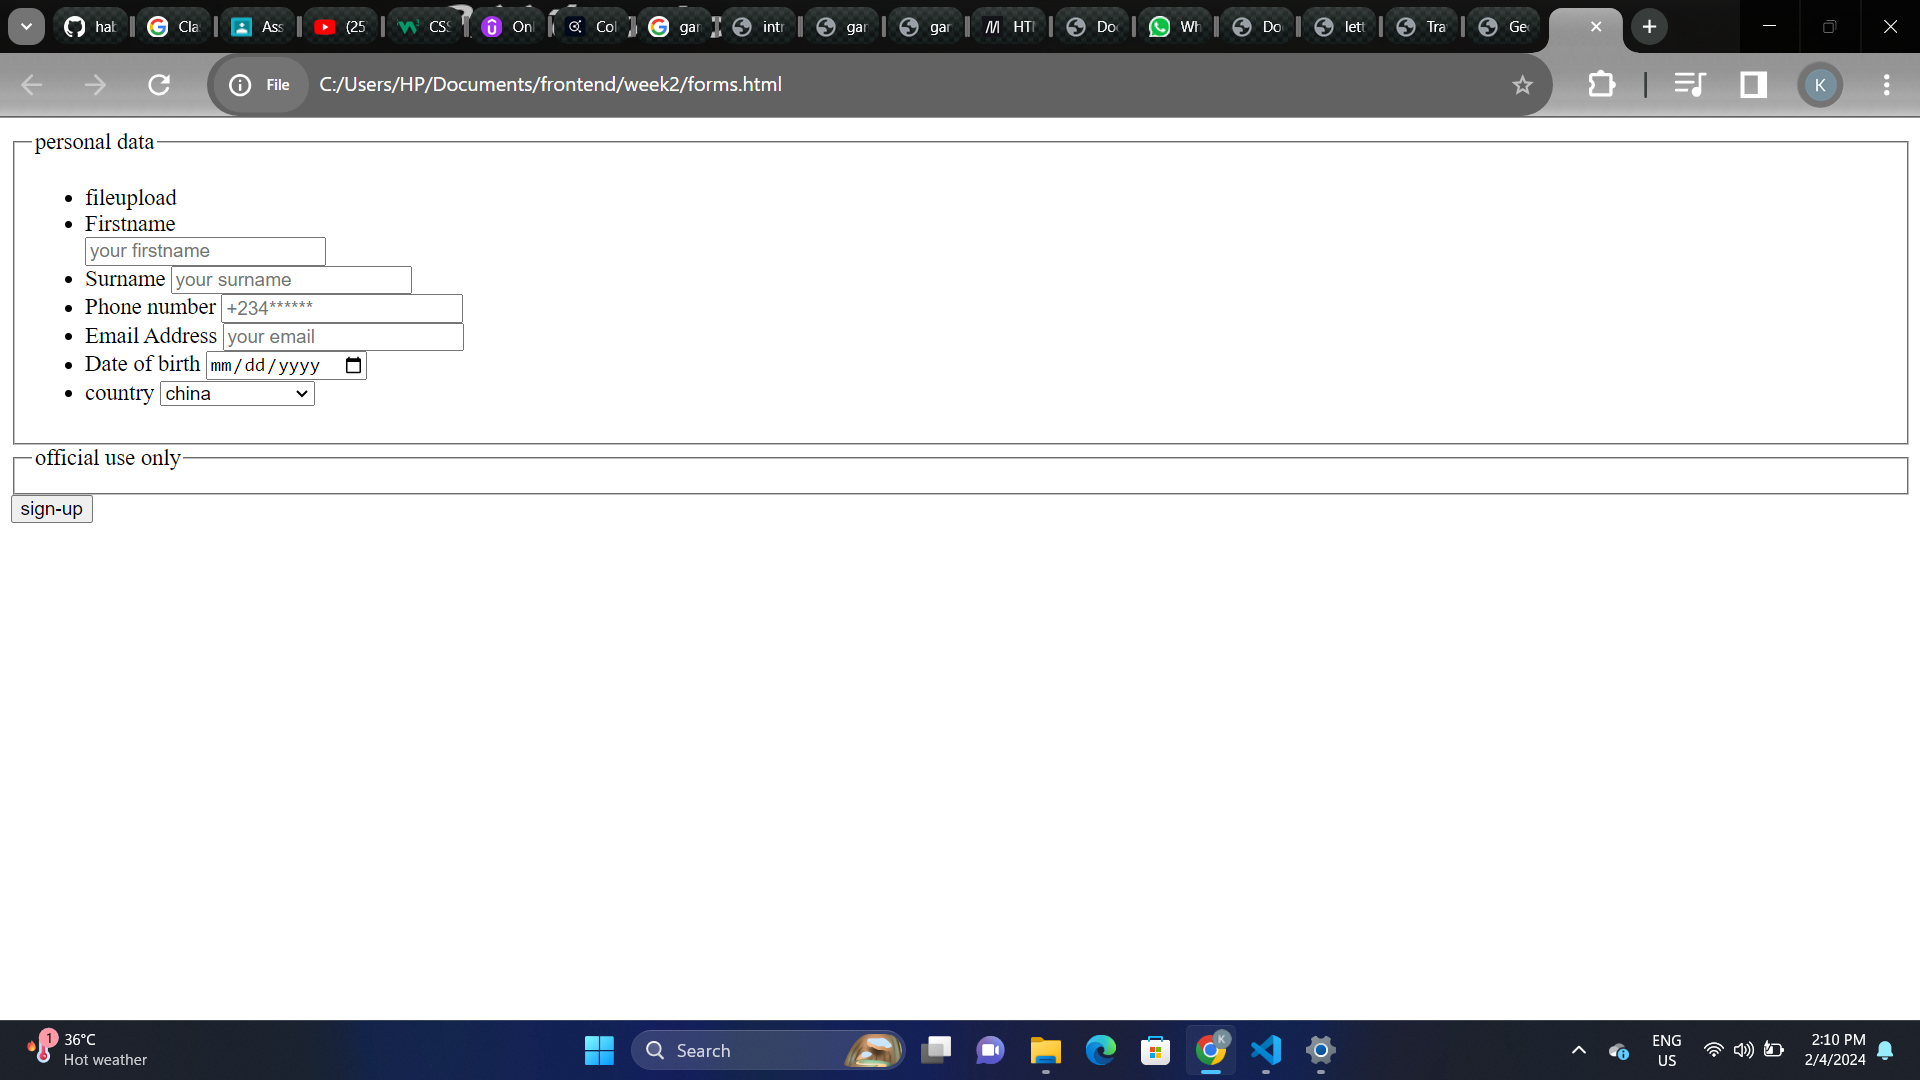 hab
Cla
Ass
(25
CSS
Onl
Col
gar
intr
gar
gar
HTI
Do
Wh
Do
lett
Tra
Ge
File
C:/Users/HP/Documents/frontend/week2/forms.html
K
personal data
fileupload
Firstname
your firstname
Surname your surname
Phone number +234******
Email Address your email
Date of birth mm/dd/yyyy
country china
official use only
sign-up
1
36°C
Hot weather
Search
K
ENG
US
2:10 PM
2/4/2024